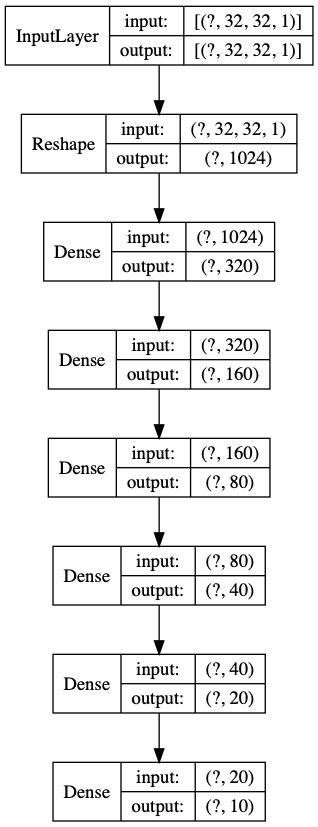 InputLayer
input: [(?, 32, 32, 1)]
output: [(?, 32, 32, 1)]
Reshape
input: (?, 32, 32, 1)
output: (?, 1024)
Dense
input: (?, 1024)
output: (?, 320)
Dense
input: (?, 320)
output: (?, 160)
Dense
input: (?, 160)
output: (?, 80)
Dense
input: (?, 80)
output: (?, 40)
Dense
input: (?, 40)
output: (?, 20)
Dense
input: (?, 20)
output: (?, 10)